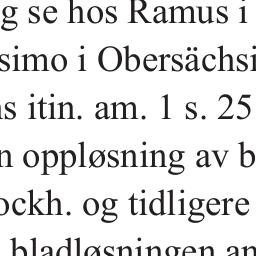 g se hos Ramus i
simo i Obersächsi
s itin. am. 1 s. 25
n oppløsning av b
ockh. og tidligere
bladløsningen an